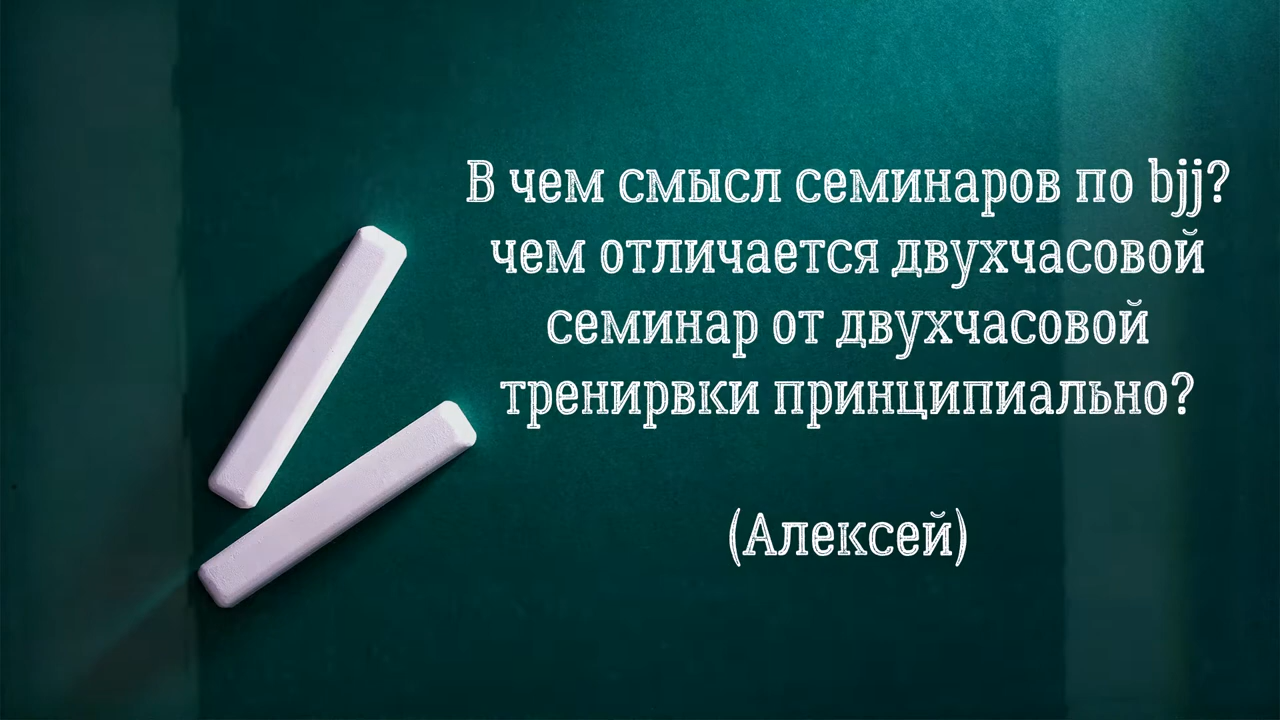 В чем смысл семинаров по bjj?
чем отличается двухчасовой
семинар от двухчасовой
тренирвки принципиально?
(Алексей)